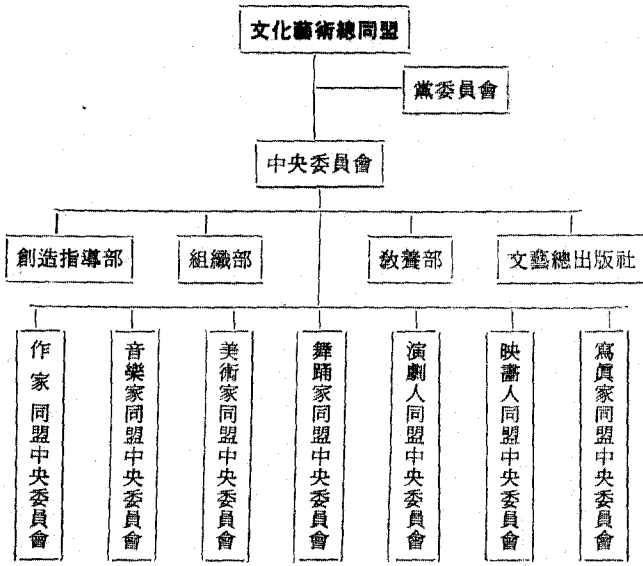 文化藝術總同盟
黨委員會
中央委員會
創造指導部
組織部
敎養部
文藝總出版社
作家同盟中央委員會
音樂家同盟中央委員會
美術家同盟中央委員會
舞踊家同盟中央委員會
演劇人同盟中央委員會
映畵人同盟中央委員會
寫眞家同盟中央委員會